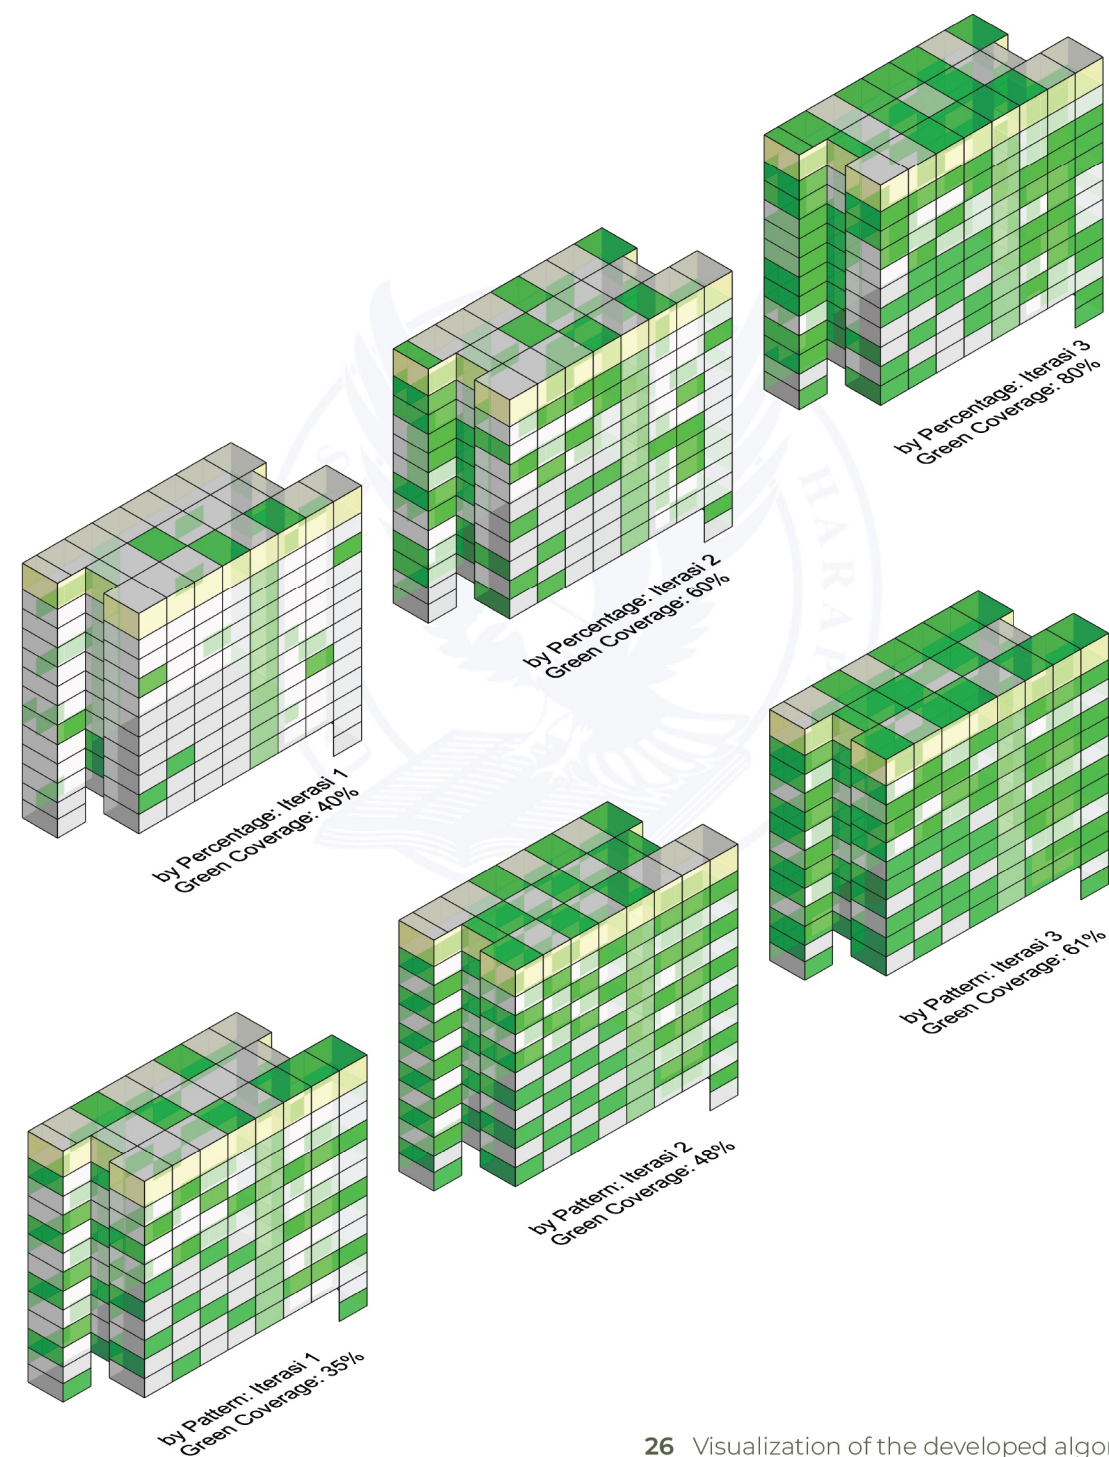 by Percentage: Iterasi 3
Green Coverage: 80%
by Percentage: Iterasi 2
Green Coverage: 60%
by Percentage: Iterasi 1
Green Coverage: 40%
by Pattern: Iterasi 3
Green Coverage: 61%
by Pattern: Iterasi 2
Green Coverage: 48%
by Pattern: Iterasi 1
Green Coverage: 35%
26 Visualization of the developed